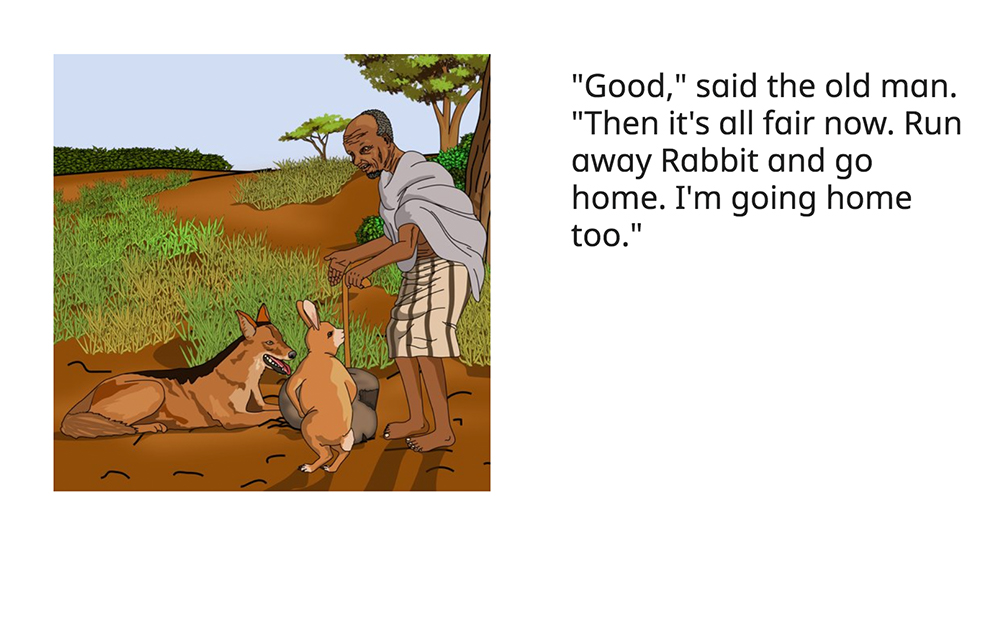 "Good," said the old man.
"Then it's all fair now. Run
away Rabbit and go
home. I'm going home
too."